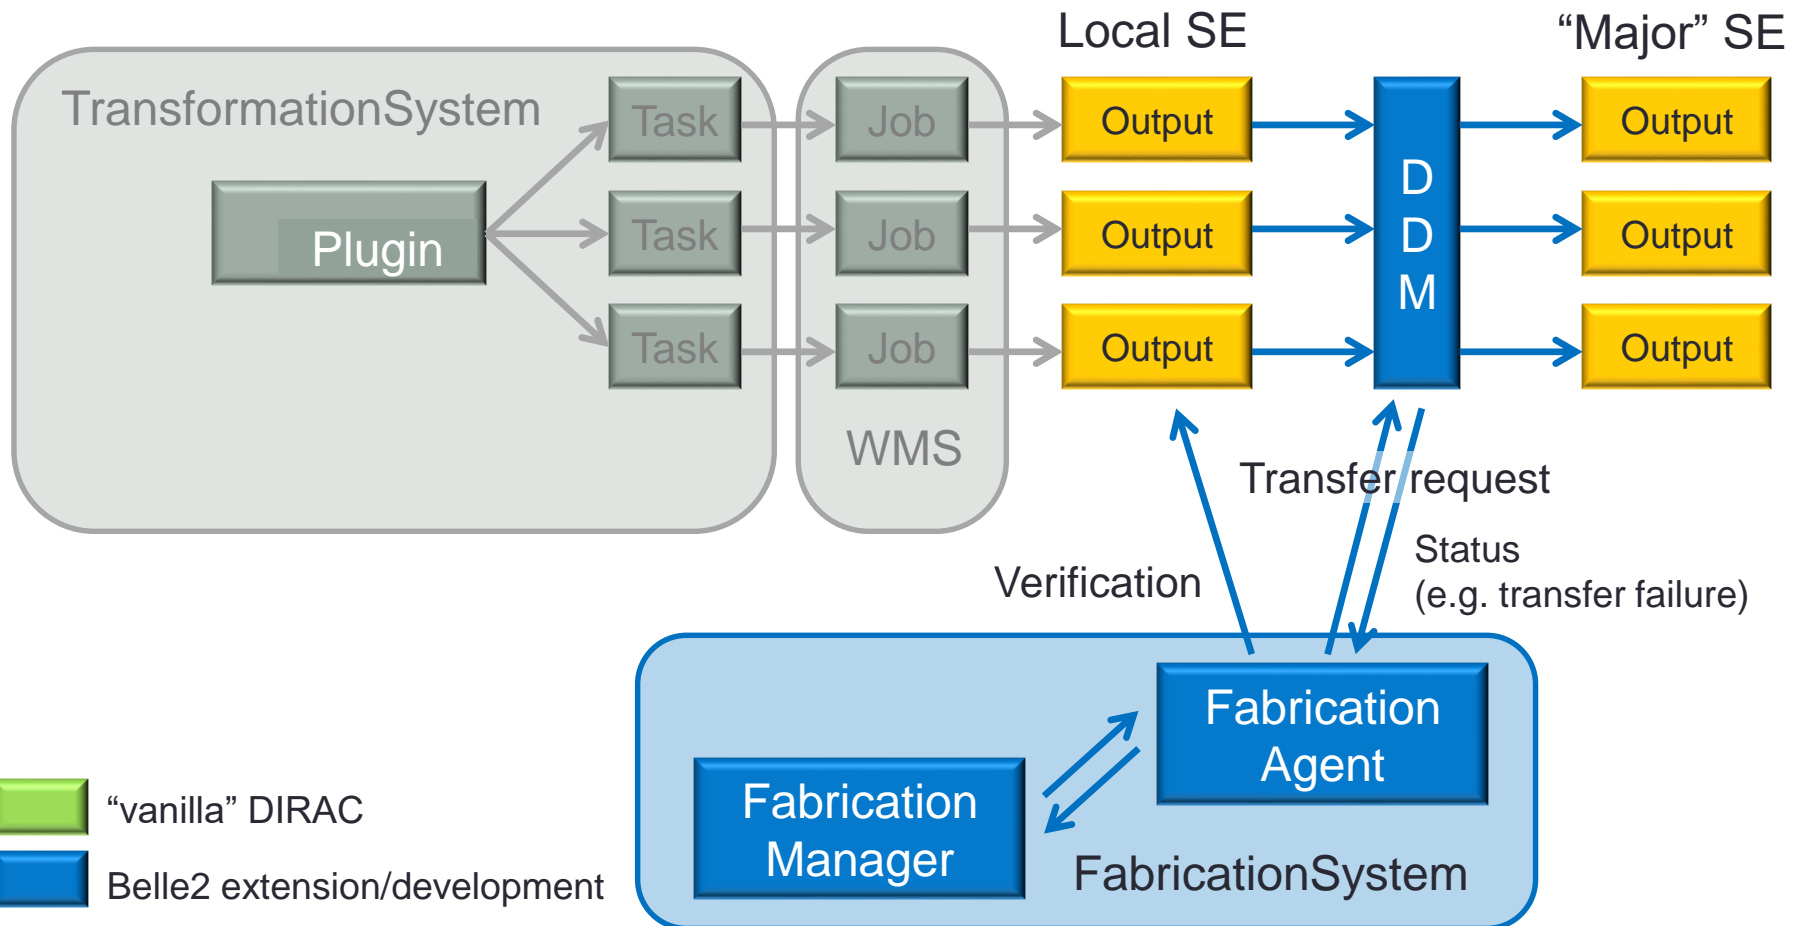 Local SE
“Major” SE
TransformationSystem
Task
Job
Output
Output
Plugin
Task
Job
Output
Output
Task
Job
Output
Output
D
D
M
WMS
Transfer request
Verification
Status
(e.g. transfer failure)
Fabrication
Agent
Fabrication
Manager
FabricationSystem
“vanilla” DIRAC
Belle2 extension/development